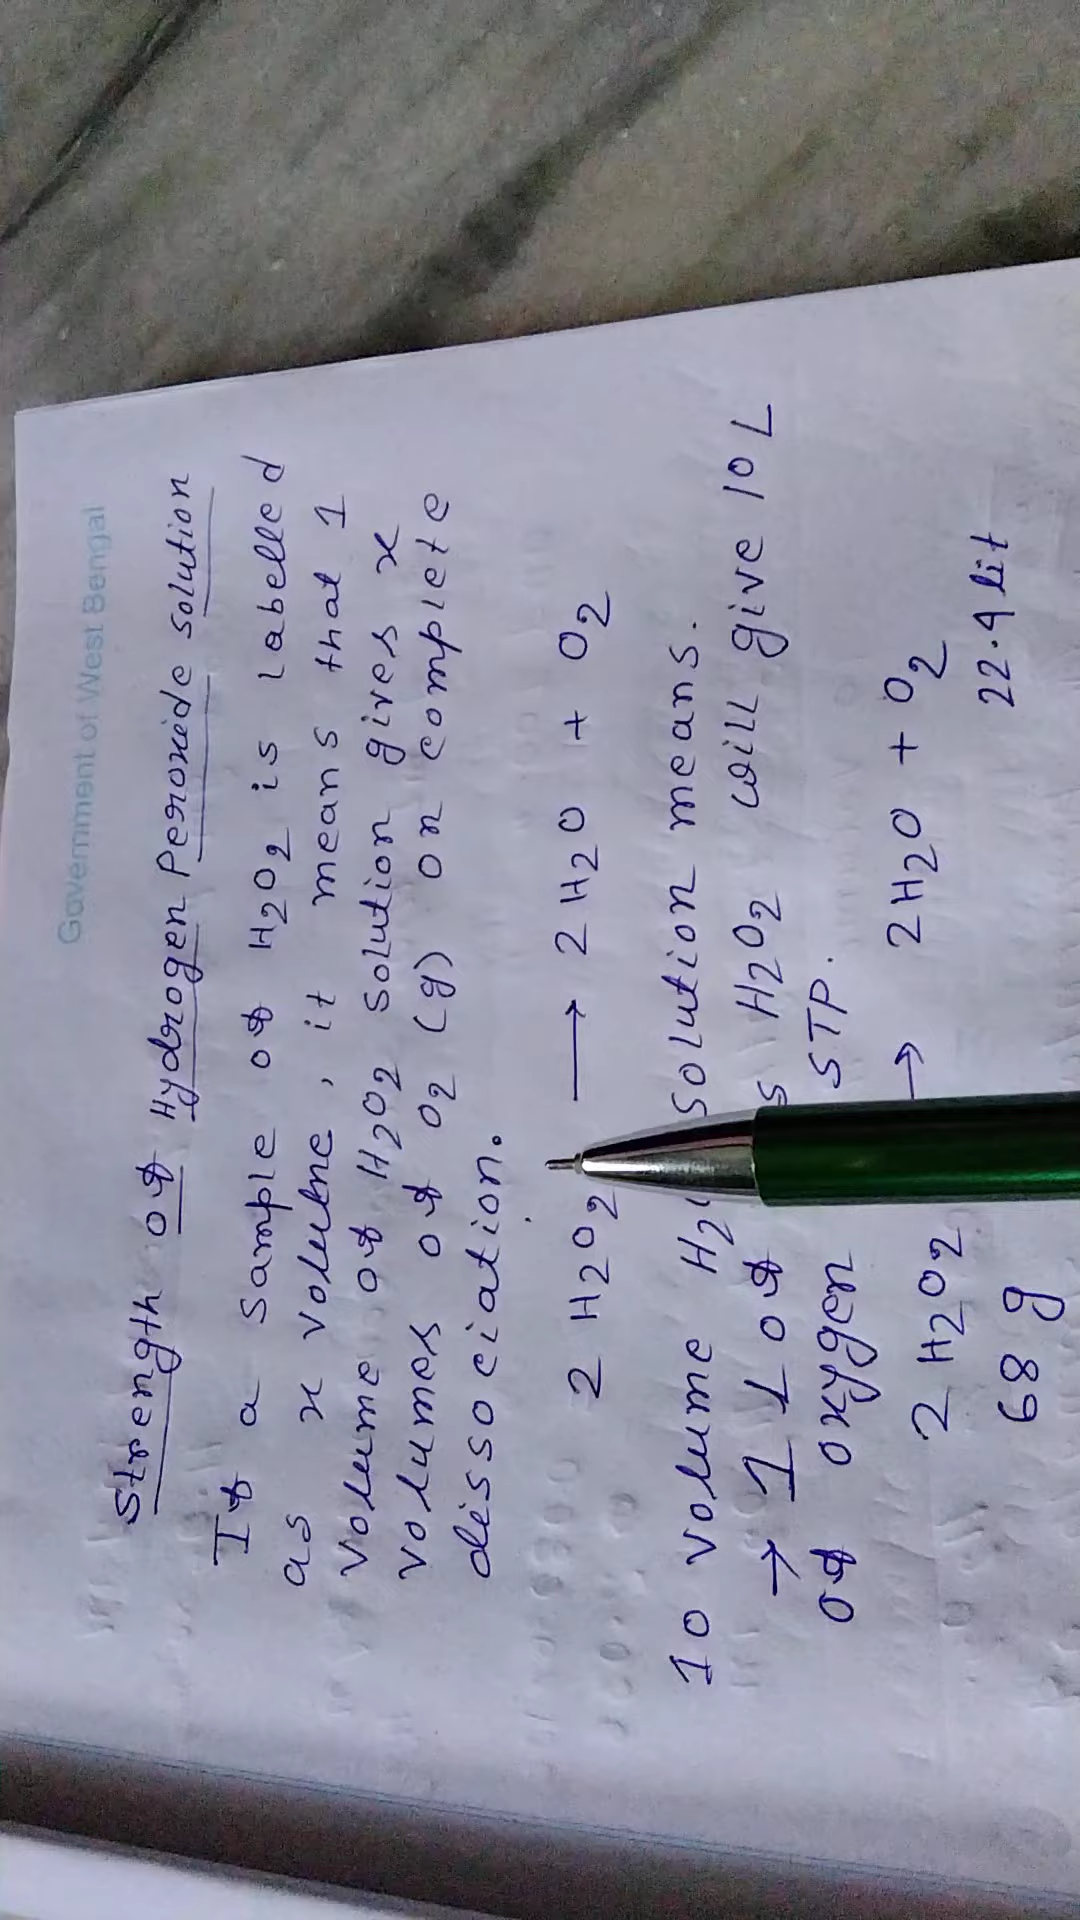 Government of West Bengal
Strength of Hydrogen Peroxide solution
If a sample of H2O2 is labelled
as x volume, it means that 1
volume of H2O2 solution gives x
volumes of O2 (g) on complete
dissociation.
2 H2O2 ⟶ 2 H2O + O2
10 volume solution means.
→ 1 L of H2O2 will give 10 L
of oxygen STP.
2 H2O2 → 2H2O + O2
68 g 22.4 lit